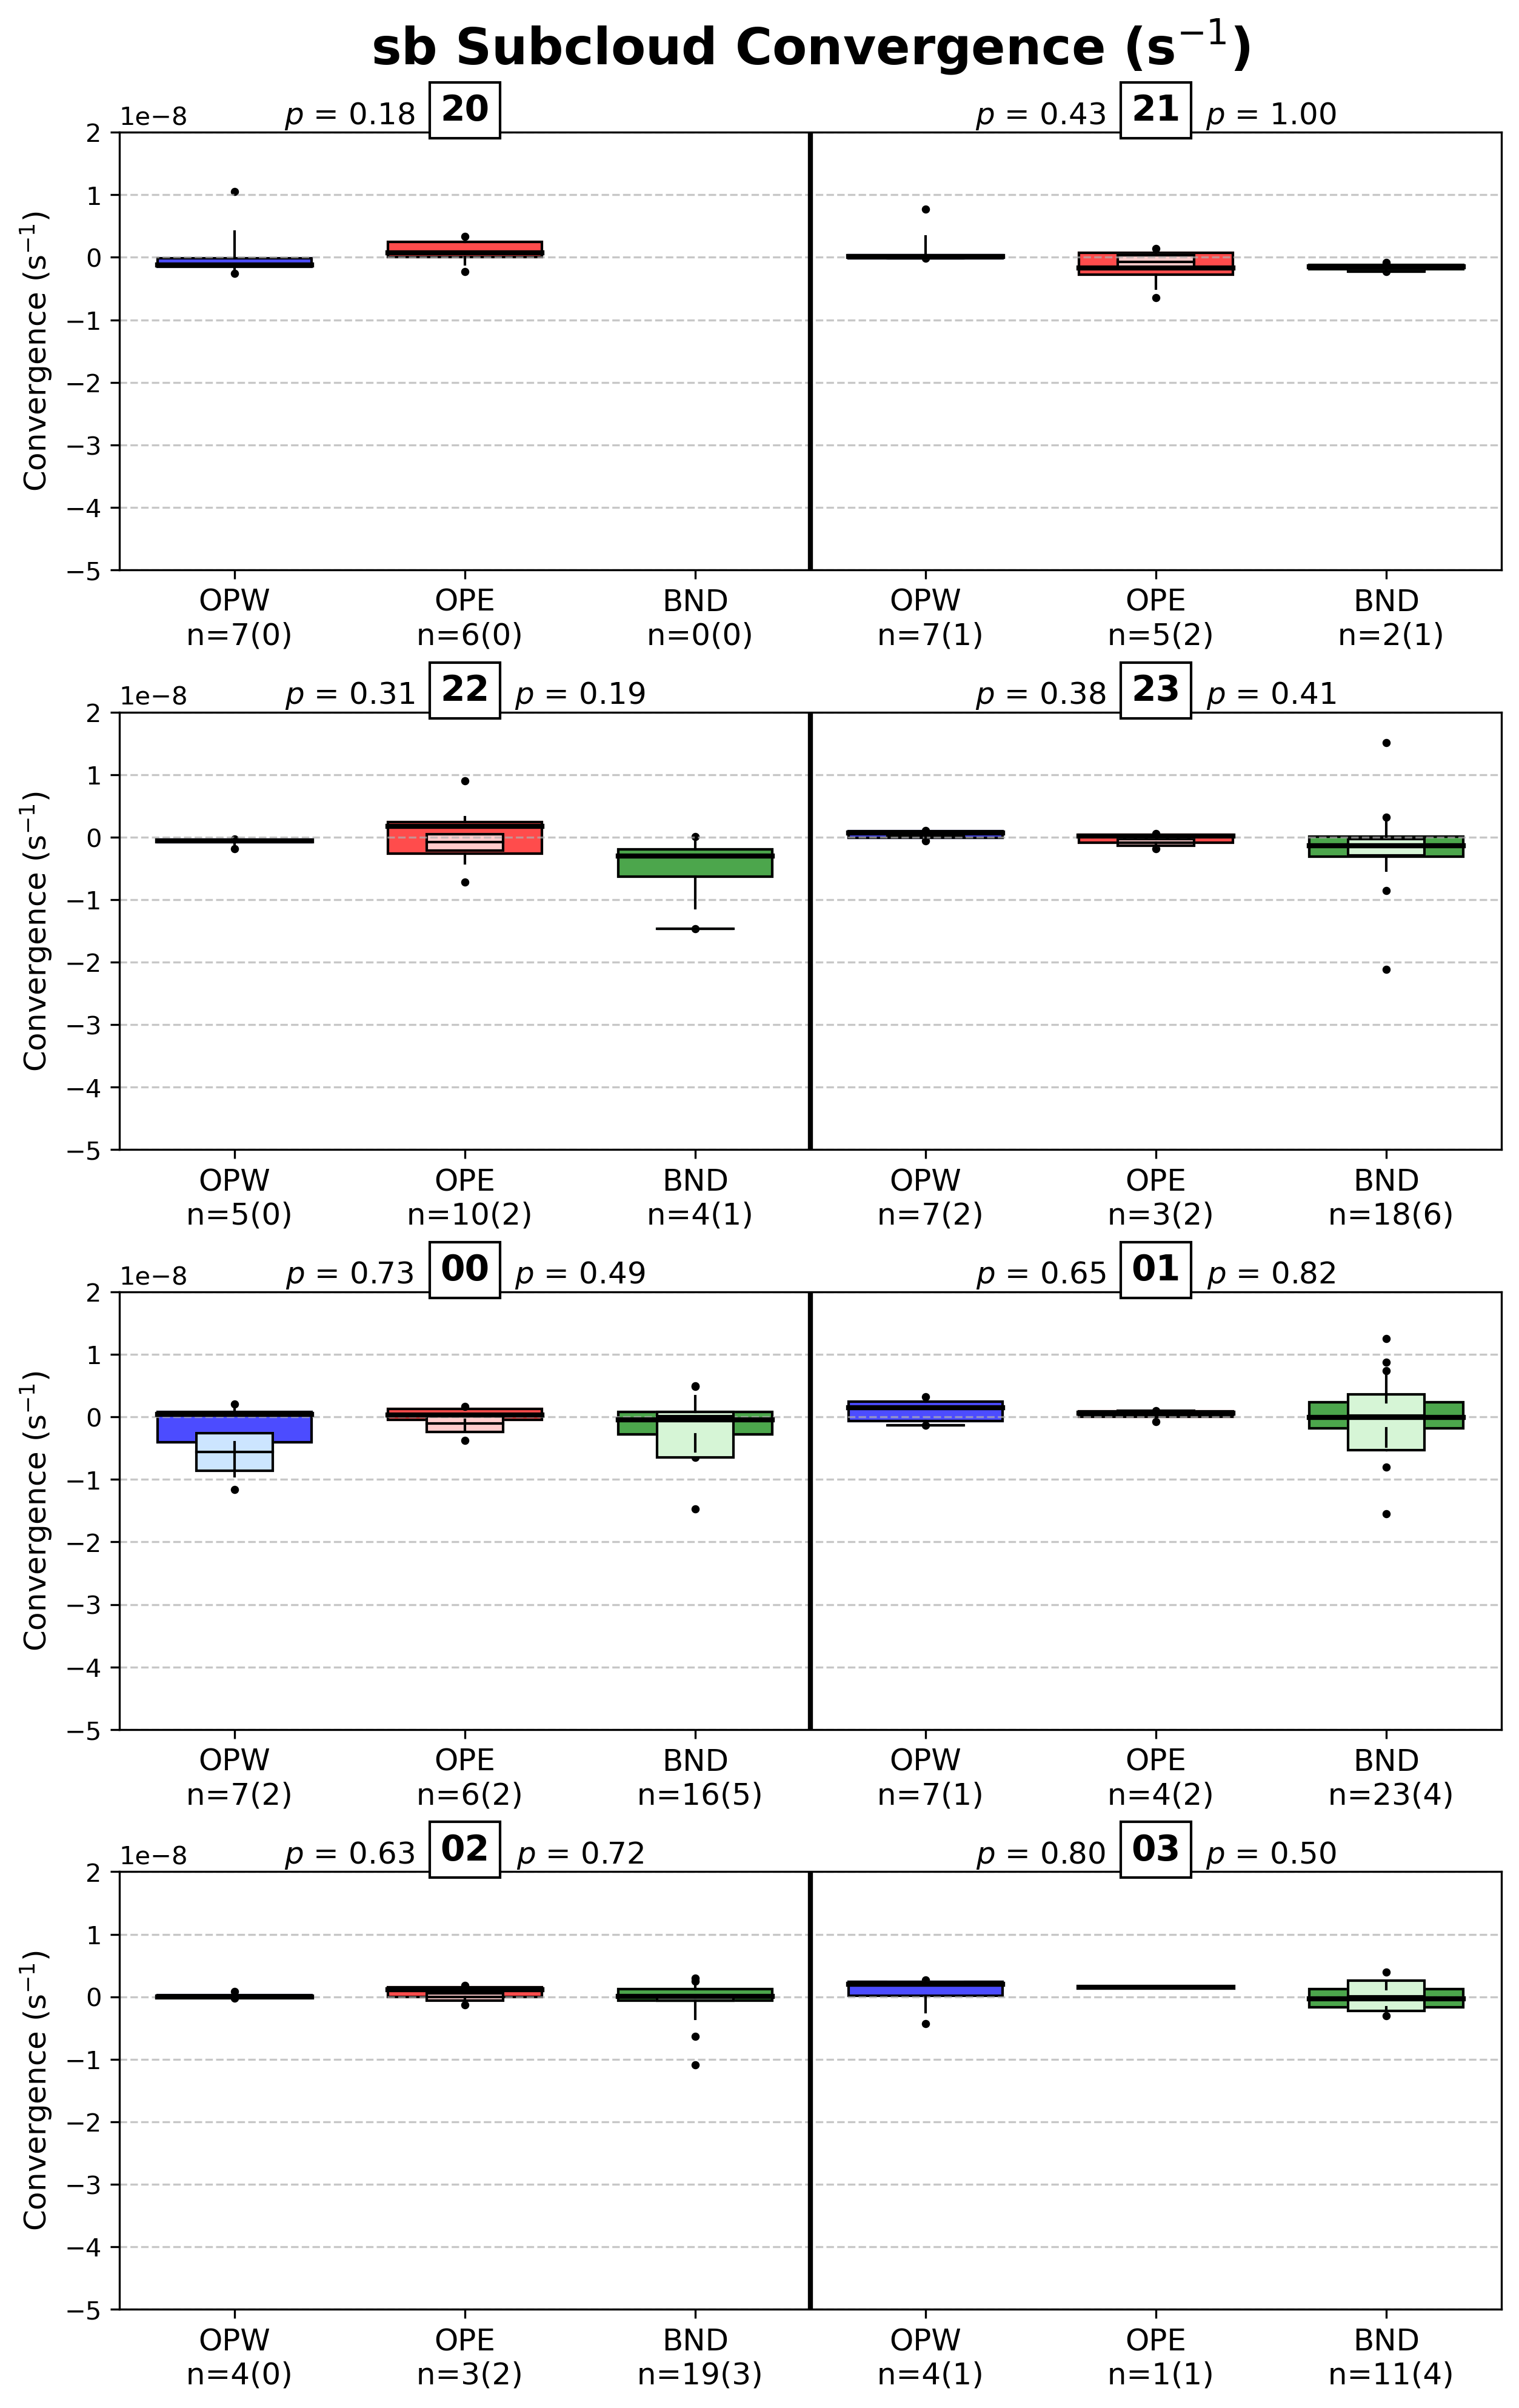 sb Subcloud Convergence (s⁻¹)
1e−8 p = 0.18 20 p = 0.43 21 p = 1.00
Convergence (s⁻¹)
2
1
0
−1
−2
−3
−4
−5
OPW OPE BND OPW OPE BND
n=7(0) n=6(0) n=0(0) n=7(1) n=5(2) n=2(1)
1e−8 p = 0.31 22 p = 0.19 p = 0.38 23 p = 0.41
Convergence (s⁻¹)
2
1
0
−1
−2
−3
−4
−5
OPW OPE BND OPW OPE BND
n=5(0) n=10(2) n=4(1) n=7(2) n=3(2) n=18(6)
1e−8 p = 0.73 00 p = 0.49 p = 0.65 01 p = 0.82
Convergence (s⁻¹)
2
1
0
−1
−2
−3
−4
−5
OPW OPE BND OPW OPE BND
n=7(2) n=6(2) n=16(5) n=7(1) n=4(2) n=23(4)
1e−8 p = 0.63 02 p = 0.72 p = 0.80 03 p = 0.50
Convergence (s⁻¹)
2
1
0
−1
−2
−3
−4
−5
OPW OPE BND OPW OPE BND
n=4(0) n=3(2) n=19(3) n=4(1) n=1(1) n=11(4)